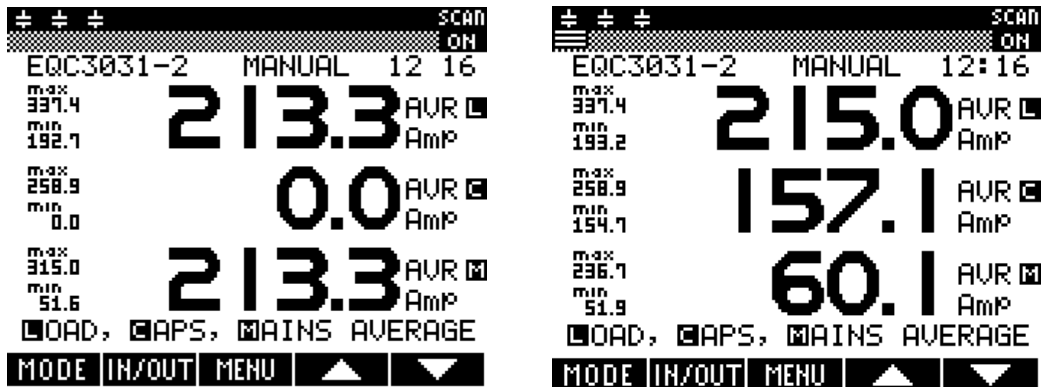 SCAN
ON
EQC3031-2 MANUAL 12 16
max
337.4
min
192.7
213.3
AVR L
Amp
max
258.9
min
0.0
0.0
AVR C
Amp
max
315.0
min
51.6
213.3
AVR M
Amp
LOAD, CAPS, MAINS AVERAGE
MODE IN/OUT MENU
SCAN
ON
EQC3031-2 MANUAL 12:16
max
337.4
min
193.2
215.0
AVR L
Amp
max
258.9
min
154.7
157.1
AVR C
Amp
max
236.7
min
51.9
60.1
AVR M
Amp
LOAD, CAPS, MAINS AVERAGE
MODE IN/OUT MENU